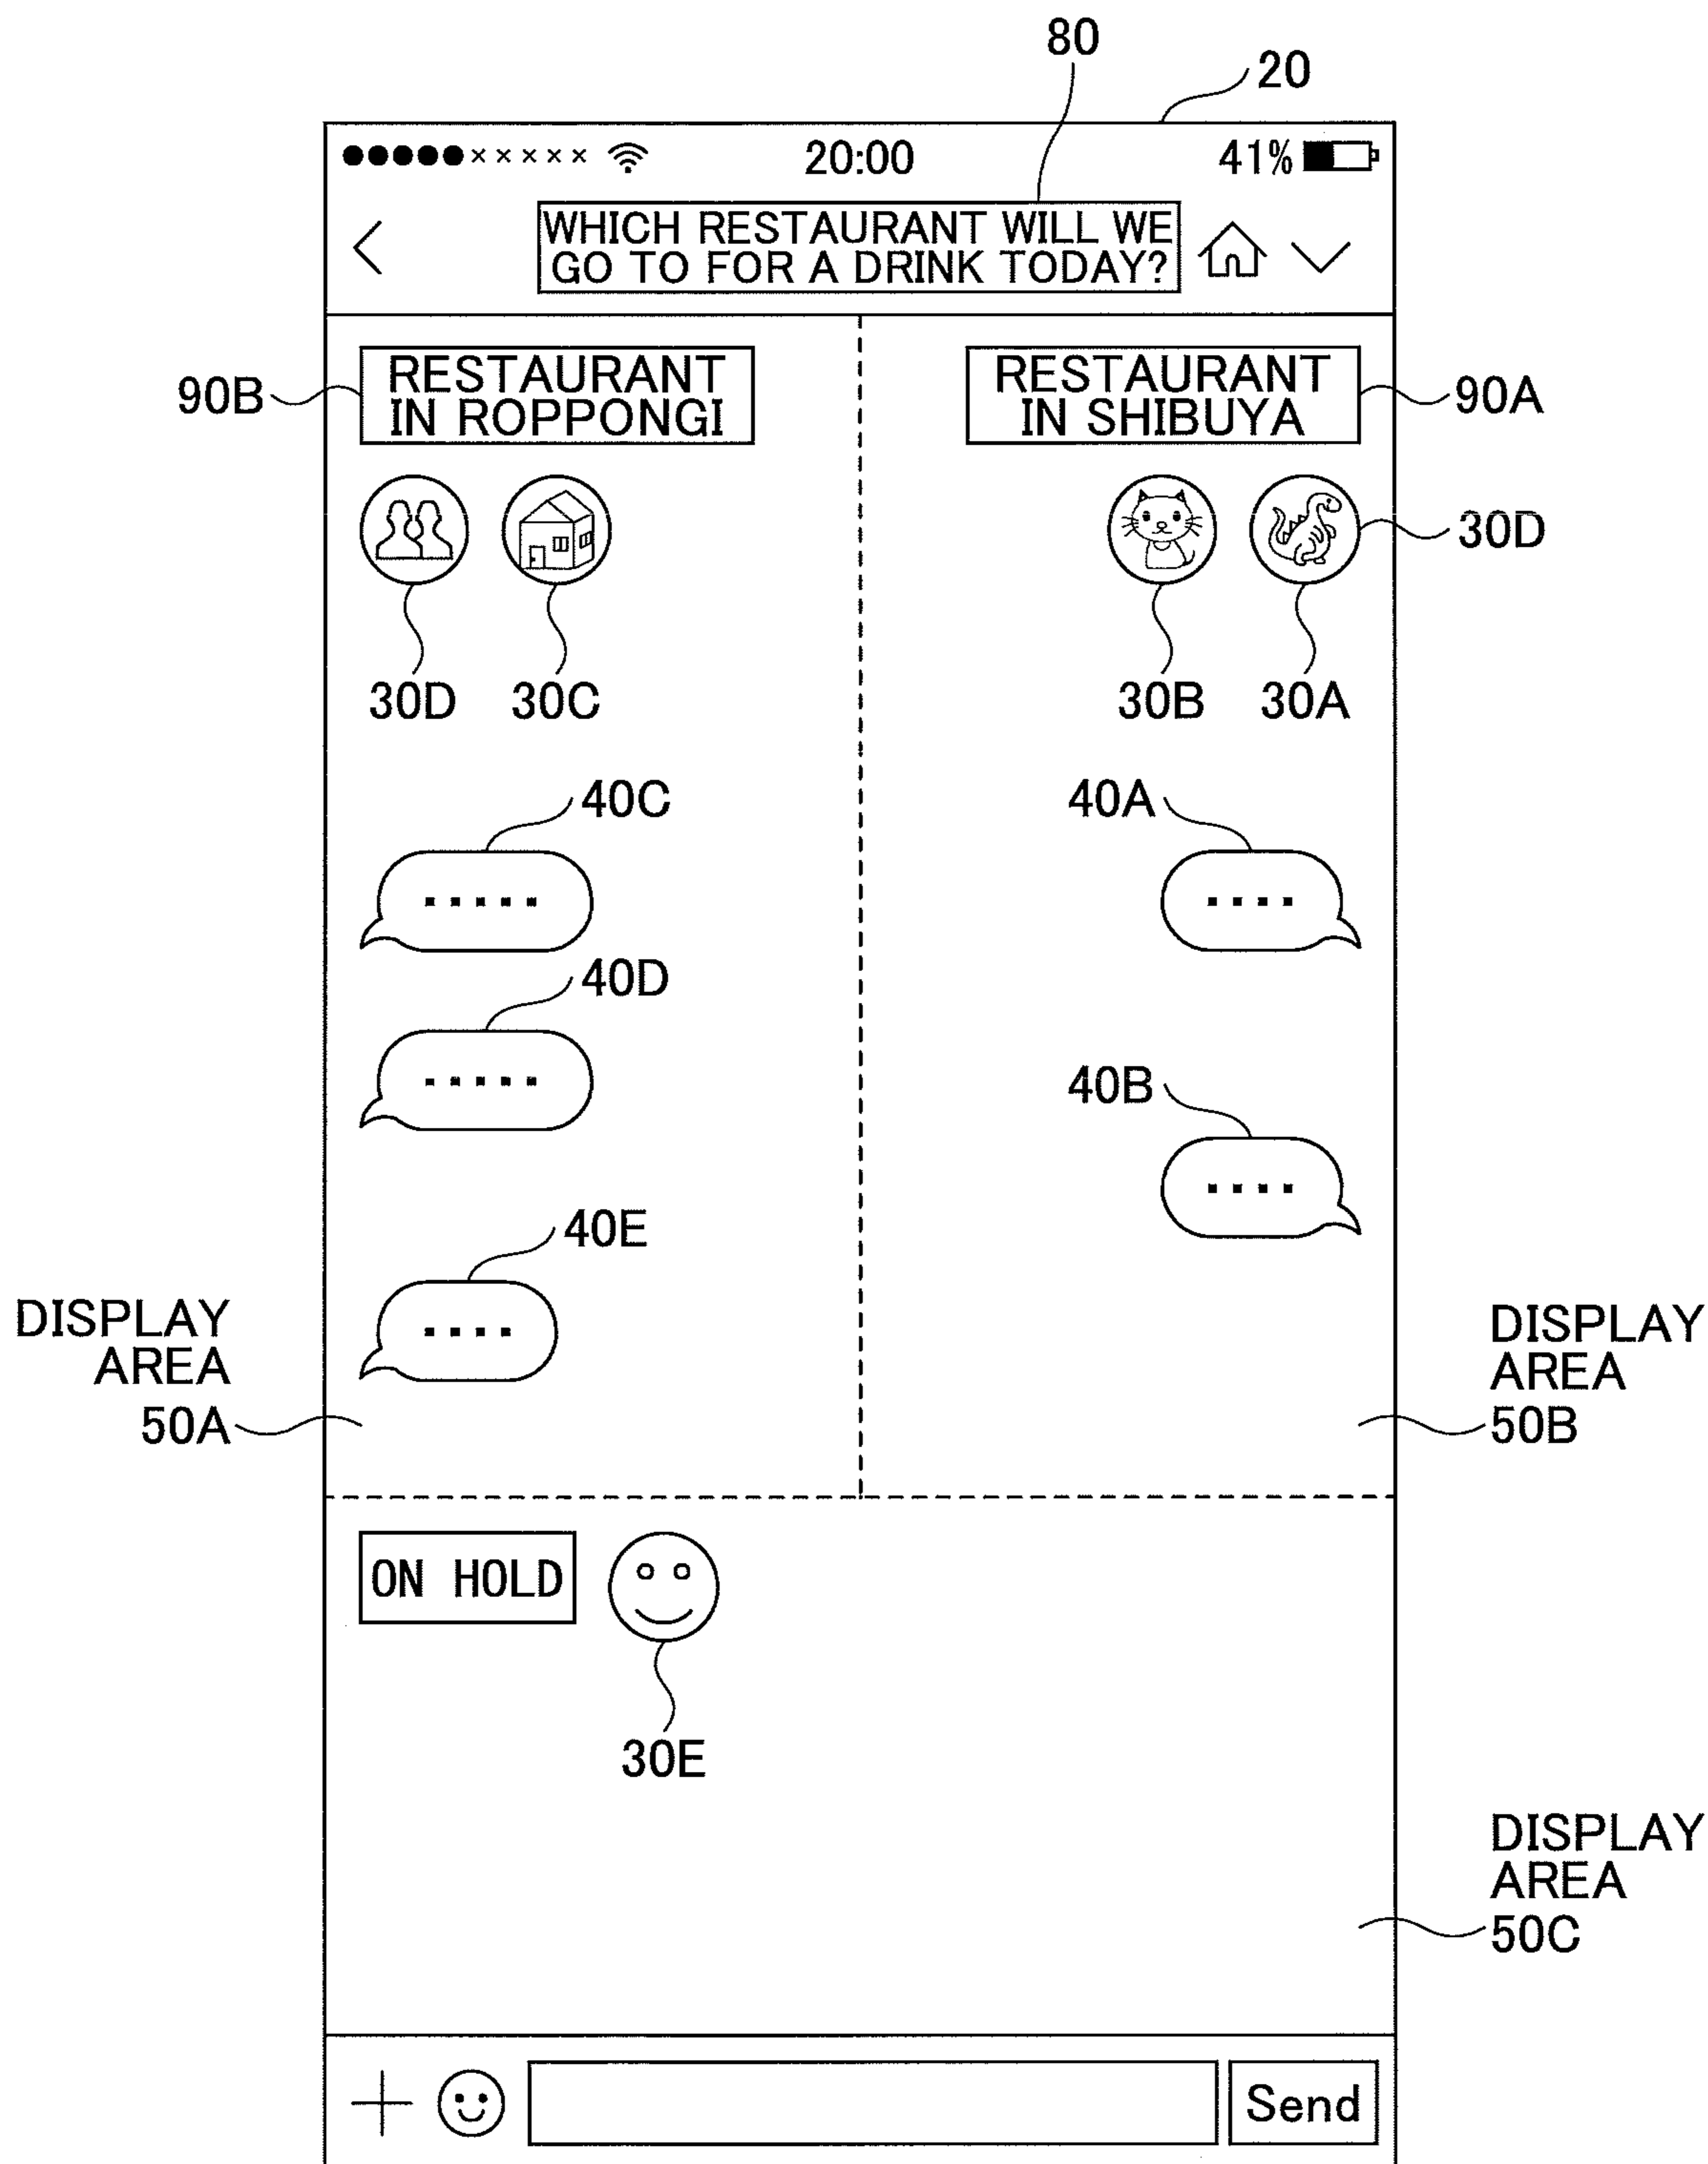 80
20
20:00
41%
WHICH RESTAURANT WILL WE
GO TO FOR A DRINK TODAY?
90B
RESTAURANT
IN ROPPONGI
RESTAURANT
IN SHIBUYA
90A
30D
30D
30C
30B
30A
40C
40A
40D
40B
40E
DISPLAY
AREA
50A
DISPLAY
AREA
50B
ON HOLD
30E
DISPLAY
AREA
50C
Send